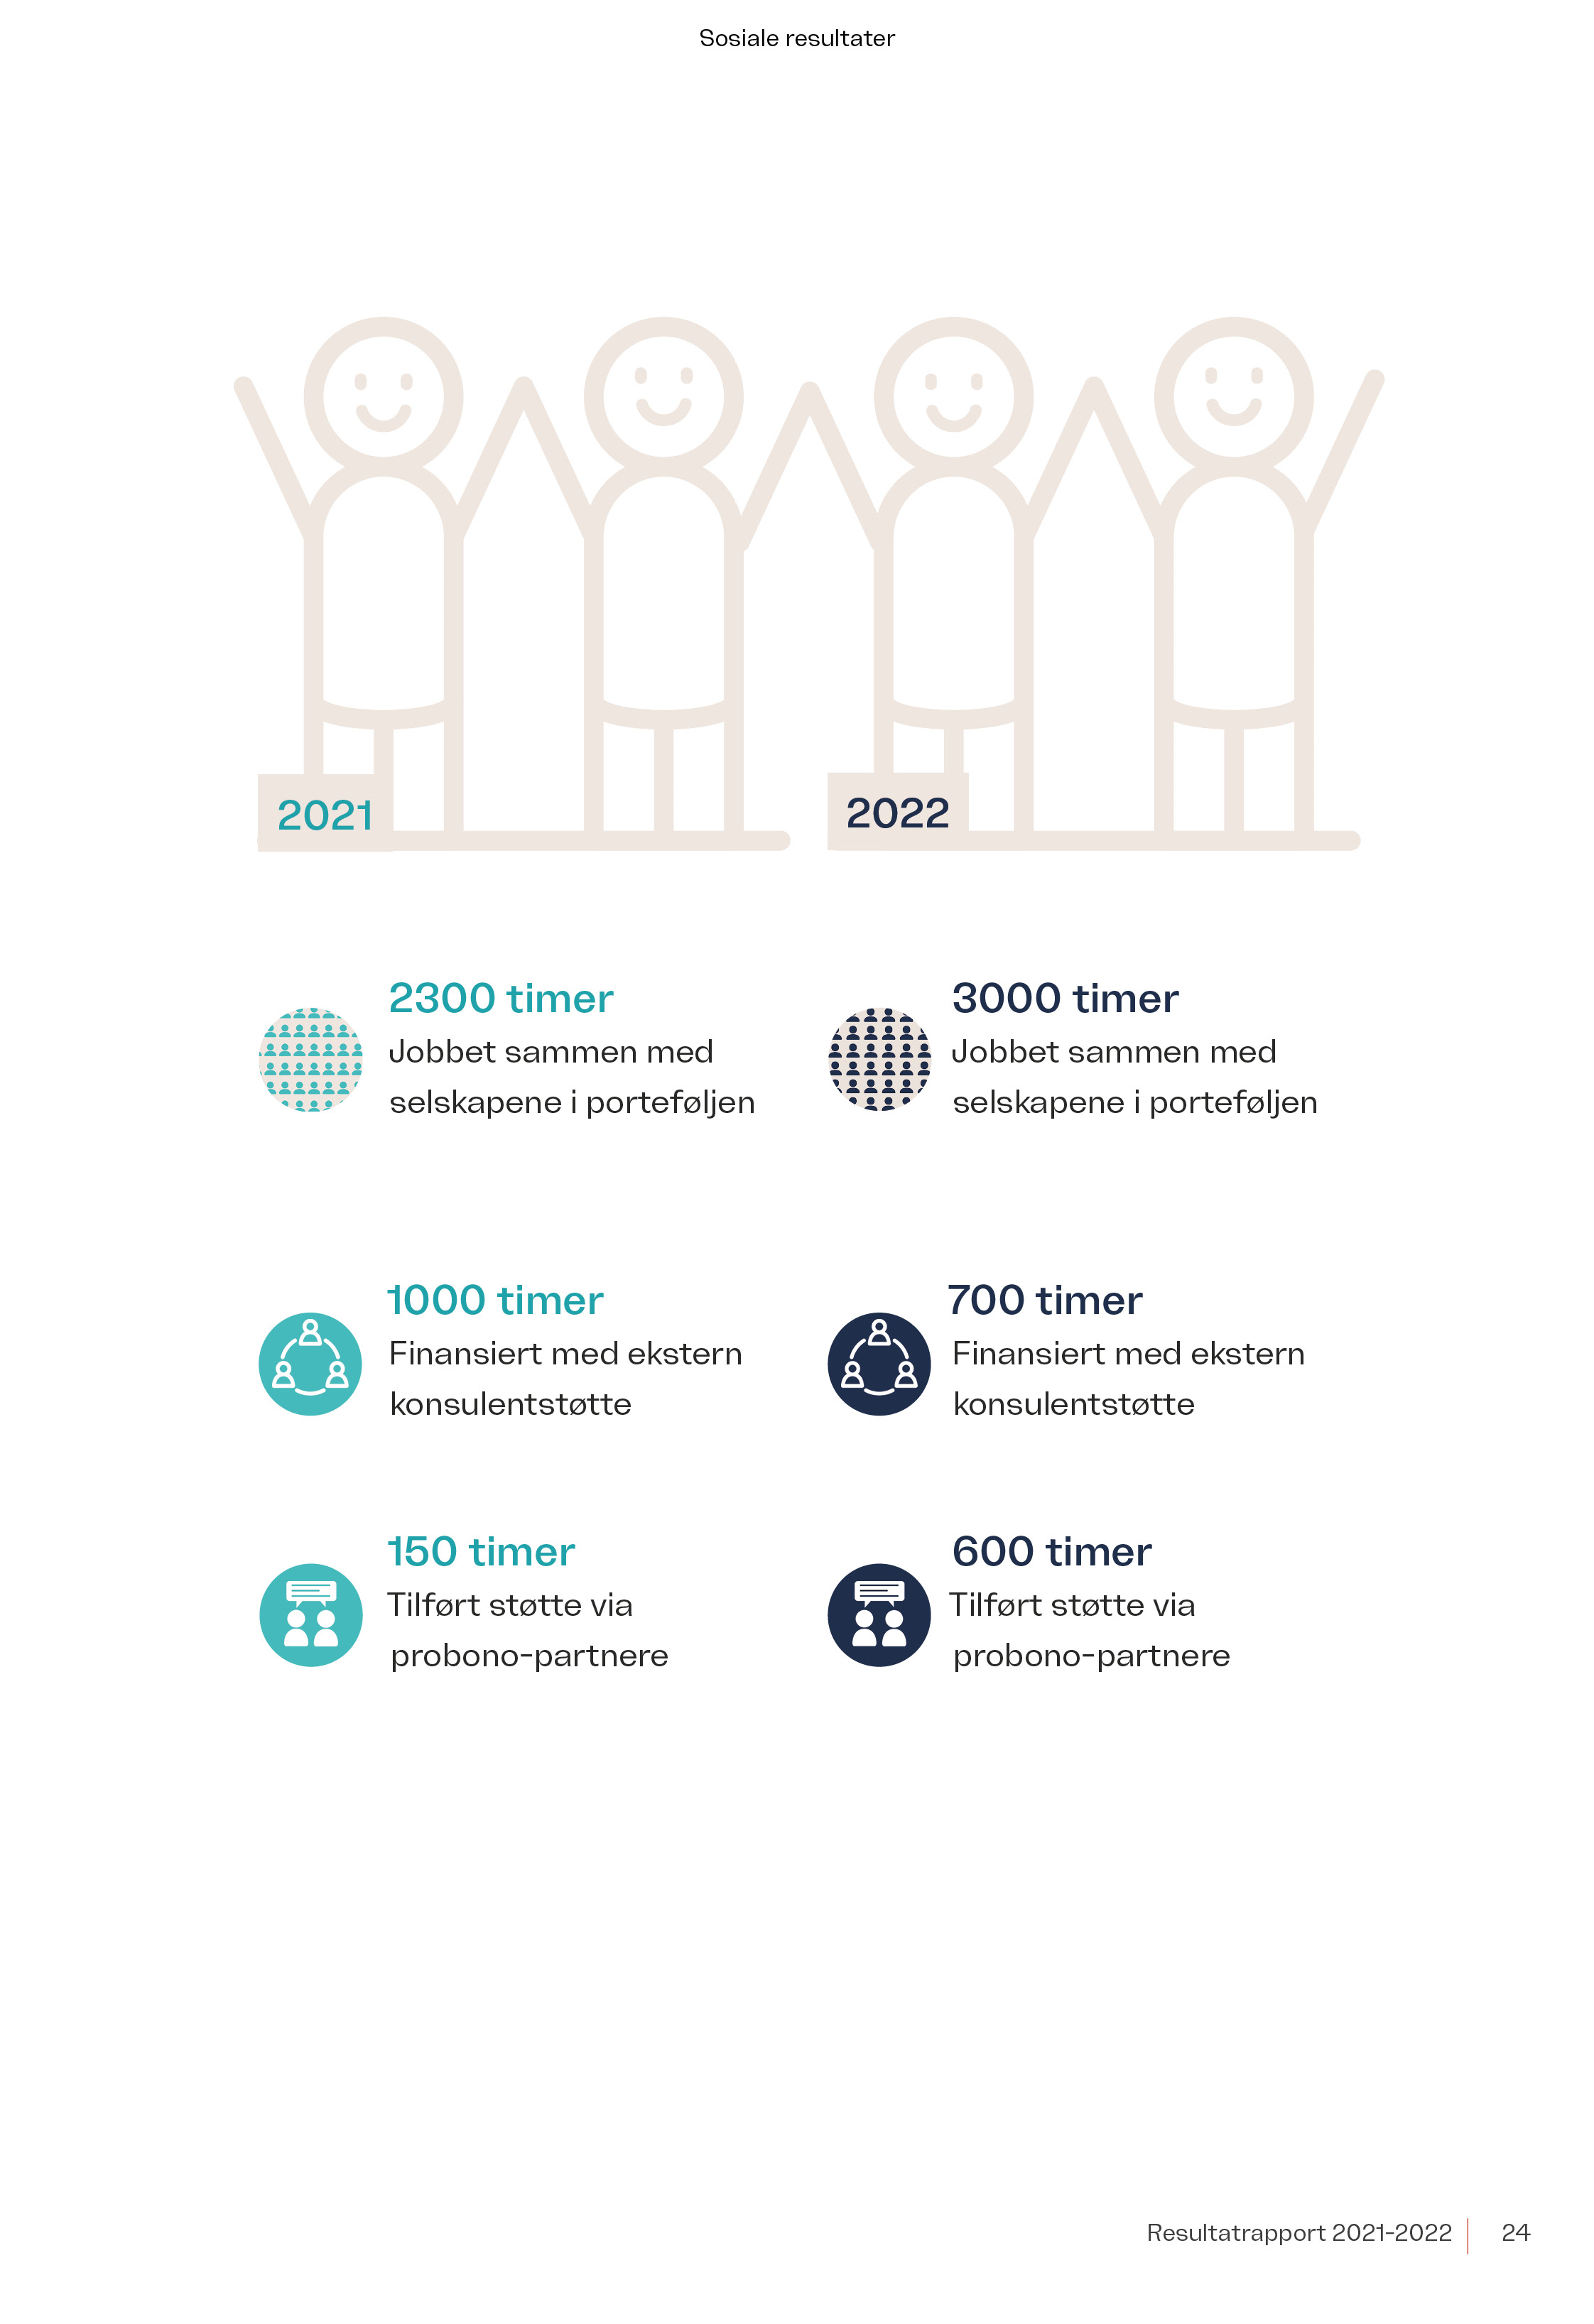 Sosiale resultater
2021
2022
2300 timer
Jobbet sammen med
selskapene i porteføljen
3000 timer
Jobbet sammen med
selskapene i porteføljen
1000 timer
Finansiert med ekstern
konsulentstøtte
700 timer
Finansiert med ekstern
konsulentstøtte
150 timer
Tilført støtte via
probono-partnere
600 timer
Tilført støtte via
probono-partnere
Resultatrapport 2021-2022 24